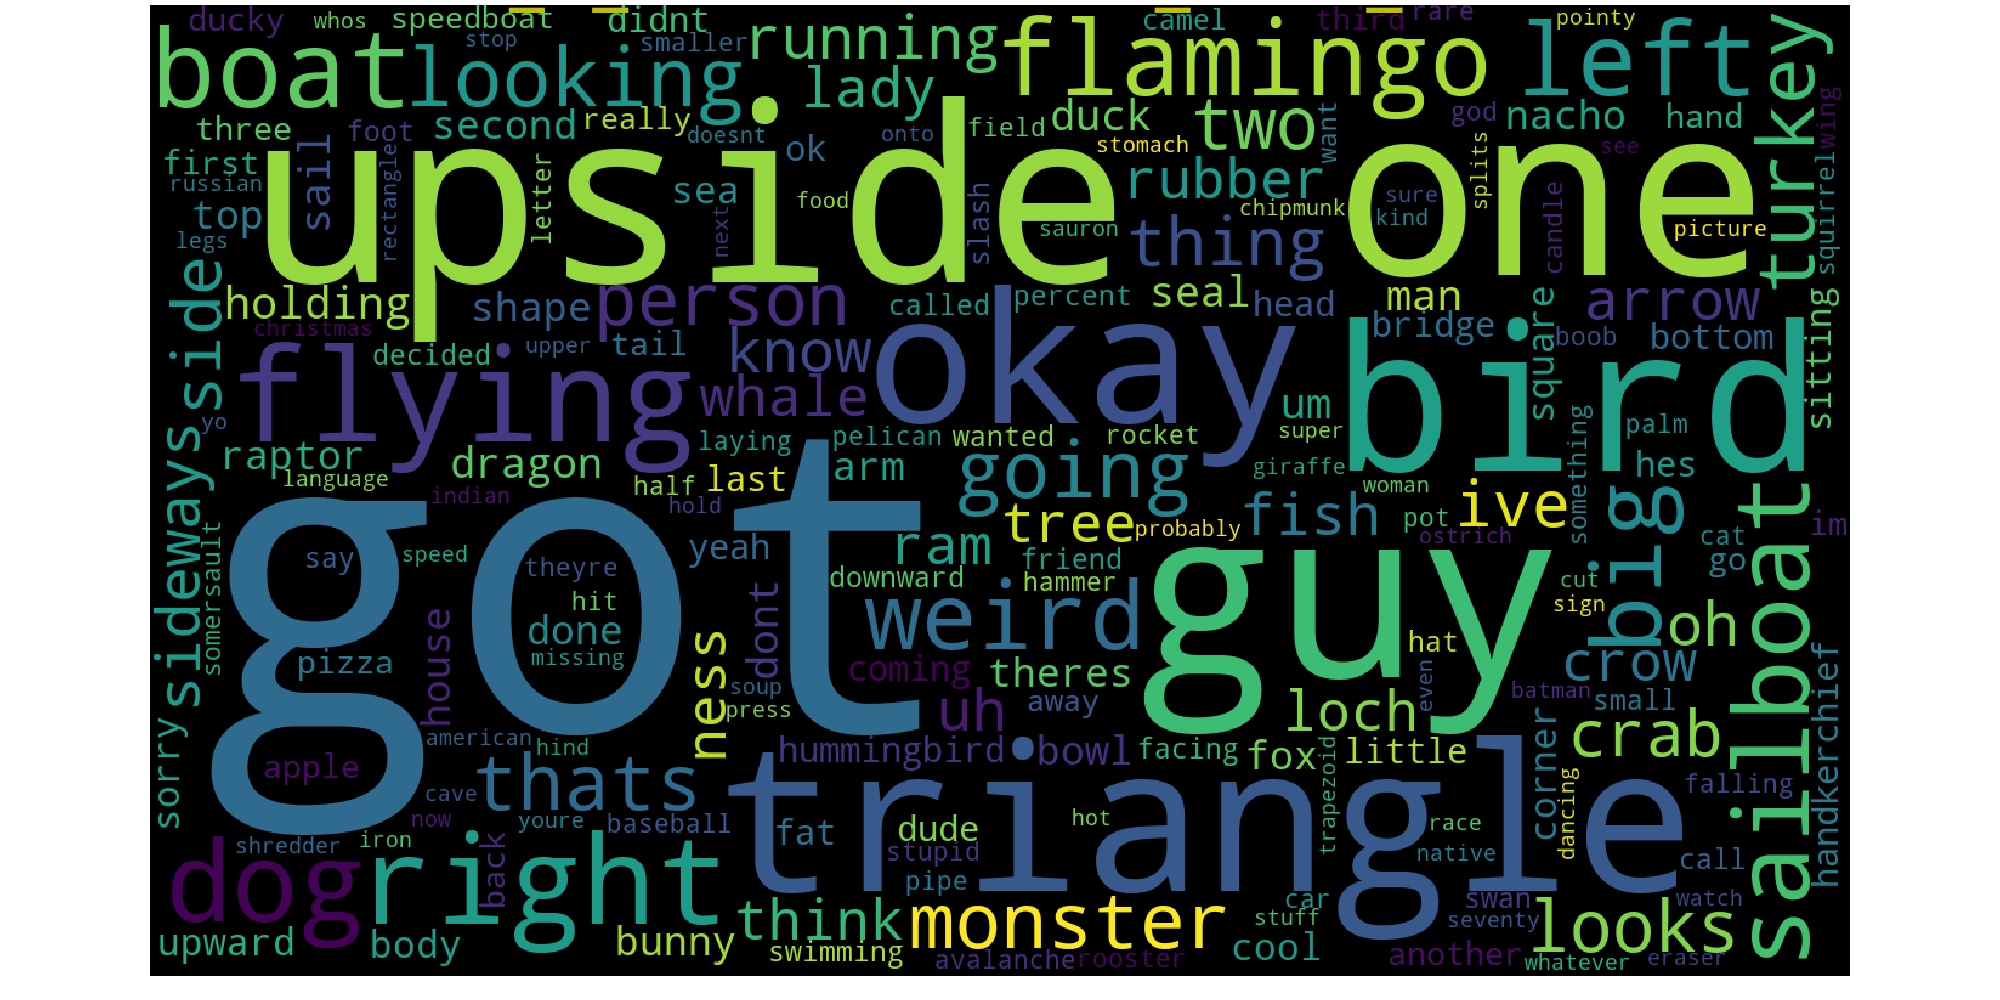 ducky whos speedboat didnt camel third rare pointy
stop smaller
boat looking running lady flamingo left turkey
three foot second really doesnt ok onto field duck two god nacho hand wing
first russian top legs sail rectangle letter sea next food slash stomach rubber want chipmunk splits see squirrel
upside one
sauron thing sure kind candle picture
holding shape person called percent seal head man arrow
christmas decided upper tail know bridge square boob bottom sitting
sideways side flying whale okay bird
yo um super something palm
raptor language dragon indian laying pelican wanted rocket giraffe woman hes
half last arm going fish ive pot ostrich cat go im
hold tree probably big sailboat
somersault say speed theyre yeah ram friend hammer
got guy
hit done dont downward weird cut sign oh
pizza missing house ness coming theres hat crow
soup press uh away loch even batman small crab handkerchief
sorry american hind hummingbird bowl facing fox little corner falling
apple cave thats triangle trapezoid dancing
now youre baseball fat dude hot race
shredder iron back stupid native call
dog right pipe car swan watch
upward body bunny think monster stuff seventy looks
swimming avalanche rooster cool another whatever eraser